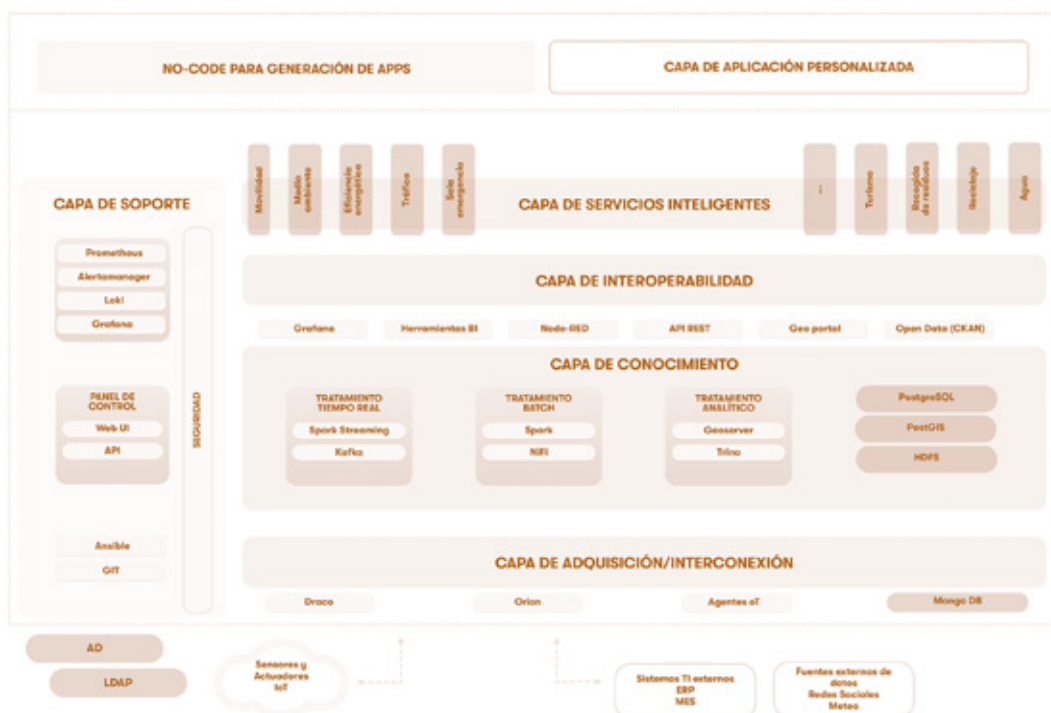 NO-CODE PARA GENERACIÓN DE APPS
CAPA DE APLICACIÓN PERSONALIZADA
Movilidad
Medio
ambiente
Eficiencia
energética
Tráfico
Sala
emergencia
CAPA DE SERVICIOS INTELIGENTES
...
Turismo
Recogida
de residuos
Reciclaje
Agua
CAPA DE SOPORTE
Prometheus
Alertamanager
Loki
Grafana
PANEL DE
CONTROL
Web UI
API
Ansible
GIT
SEGURIDAD
CAPA DE INTEROPERABILIDAD
Grafana
Herramientas BI
Node-RED
API REST
Geo portal
Open Data (CKAN)
CAPA DE CONOCIMIENTO
TRATAMIENTO
TIEMPO REAL
Spark Streaming
Kafka
TRATAMIENTO
BATCH
Spark
NiFi
TRATAMIENTO
ANALÍTICO
Geoserver
Trino
PostgreSQL
PostGIS
HDFS
CAPA DE ADQUISICIÓN/INTERCONEXIÓN
Draco
Orion
Agentes oT
Mongo DB
AD
LDAP
Sensores y
Actuadores
IoT
Sistemas TI externos
ERP
MES
Fuentes externas de
datos
Redes Sociales
Meteo